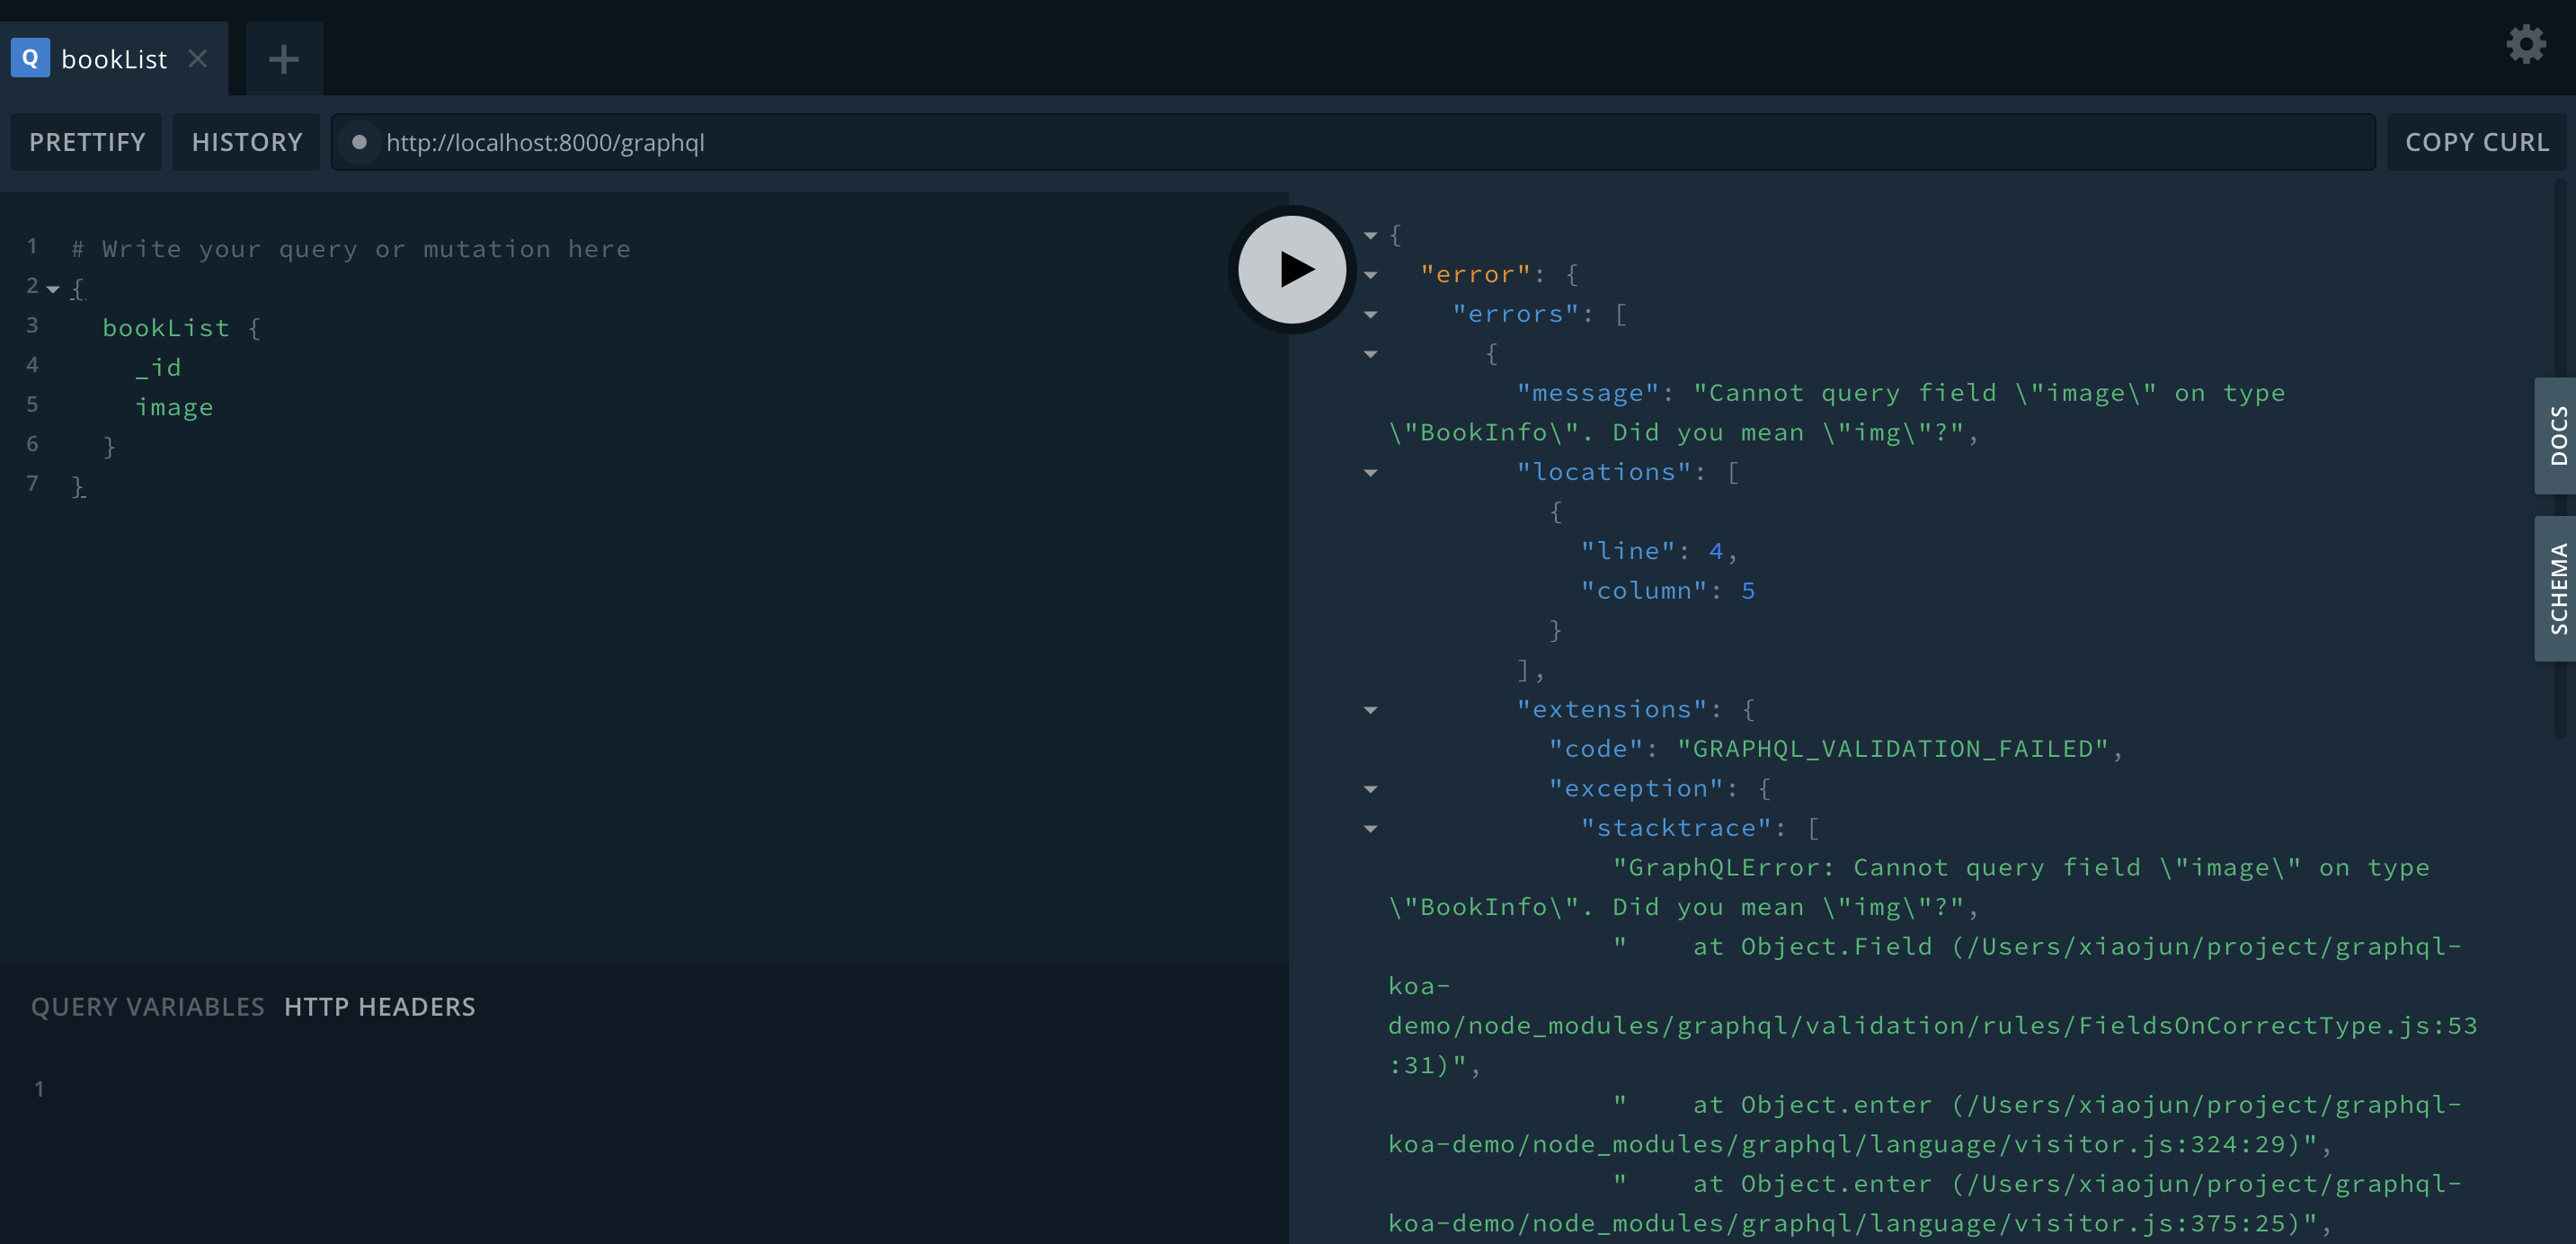 Q bookList
PRETTIFY HISTORY http://localhost:8000/graphql COPY CURL
1 # Write your query or mutation here
2 {
3 bookList {
4 _id
5 image
6 }
7 }
QUERY VARIABLES HTTP HEADERS
1
{
"error": {
"errors": [
{
"message": "Cannot query field \"image\" on type
\"BookInfo\". Did you mean \"img\"?",
"locations": [
{
"line": 4,
"column": 5
}
],
"extensions": {
"code": "GRAPHQL_VALIDATION_FAILED",
"exception": {
"stacktrace": [
"GraphQLError: Cannot query field \"image\" on type
\"BookInfo\". Did you mean \"img\"?",
"    at Object.Field (/Users/xiaojun/project/graphql-
koa-
demo/node_modules/graphql/validation/rules/FieldsOnCorrectType.js:53
:31)",
"    at Object.enter (/Users/xiaojun/project/graphql-
koa-demo/node_modules/graphql/language/visitor.js:324:29)",
"    at Object.enter (/Users/xiaojun/project/graphql-
koa-demo/node_modules/graphql/language/visitor.js:375:25)",
DOCS
SCHEMA